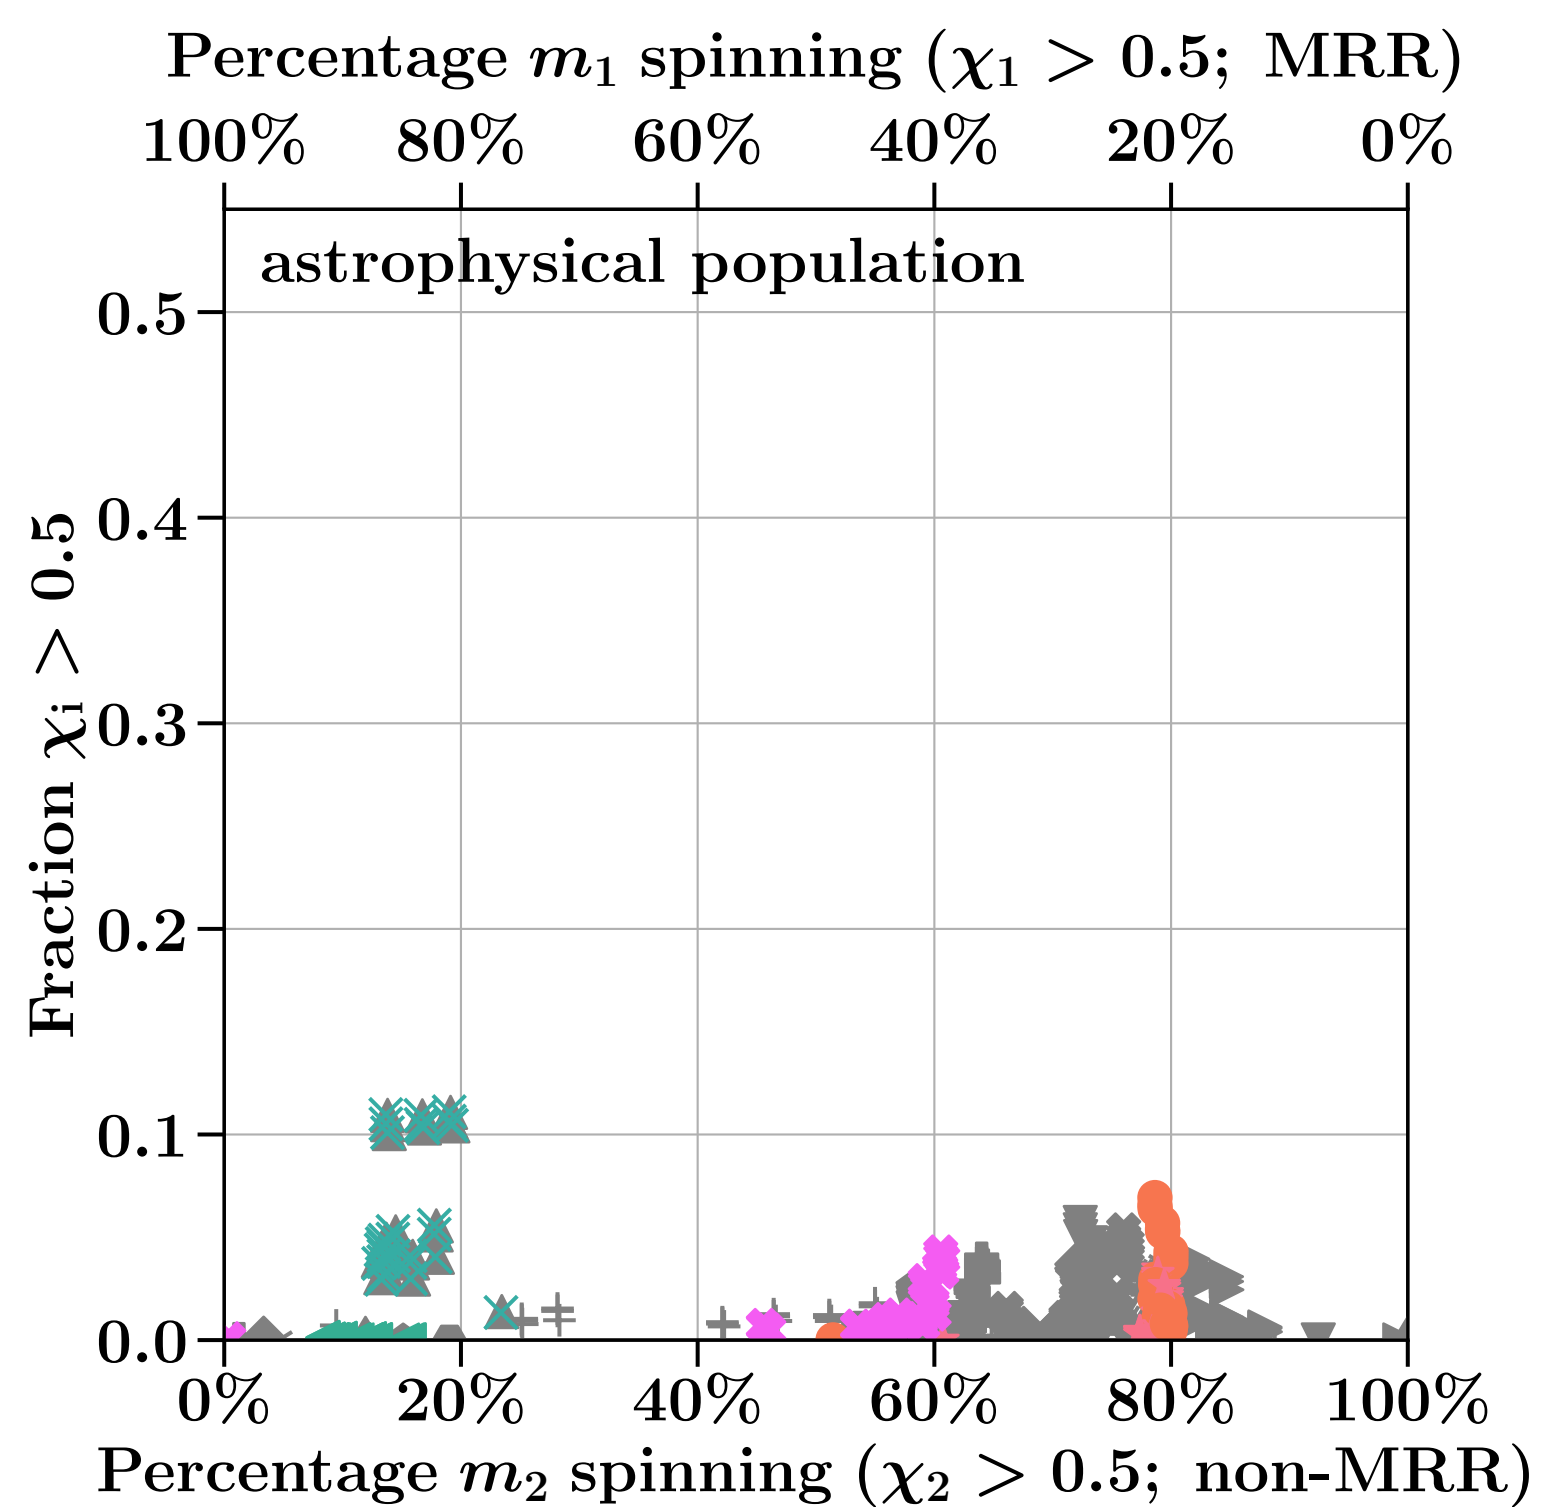 Percentage m₁ spinning (χ₁ > 0.5; MRR)
100% 80% 60% 40% 20% 0%
astrophysical population
0.5
0.4
0.3
0.2
0.1
0.0
Fraction χᵢ > 0.5
0% 20% 40% 60% 80% 100%
Percentage m₂ spinning (χ₂ > 0.5; non-MRR)